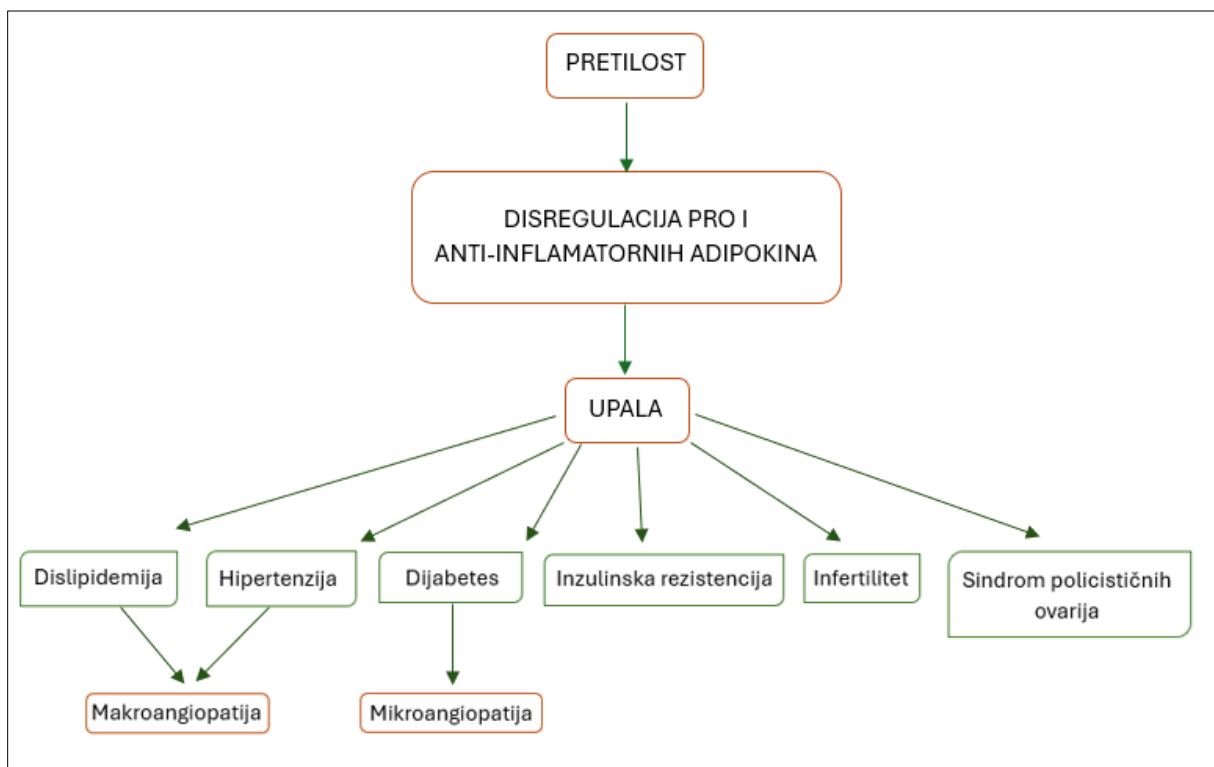 PRETILOST
DISREGULACIJA PRO I
ANTI-INFLAMATORNIH ADIPOKINA
UPALA
Dislipidemija
Hipertenzija
Dijabetes
Inzulinska rezistencija
Infertilitet
Sindrom policističnih
ovarija
Makroangiopatija
Mikroangiopatija